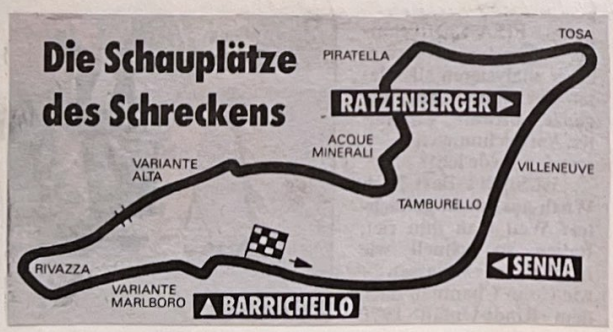 Die Schauplätze
des Schreckens
PIRATELLA
TOSA
RATZENBERGER
ACQUE
MINERALI
VARIANTE
ALTA
VILLENEUVE
TAMBURELLO
RIVAZZA
SENNA
VARIANTE
MARLBORO
BARRICHELLO